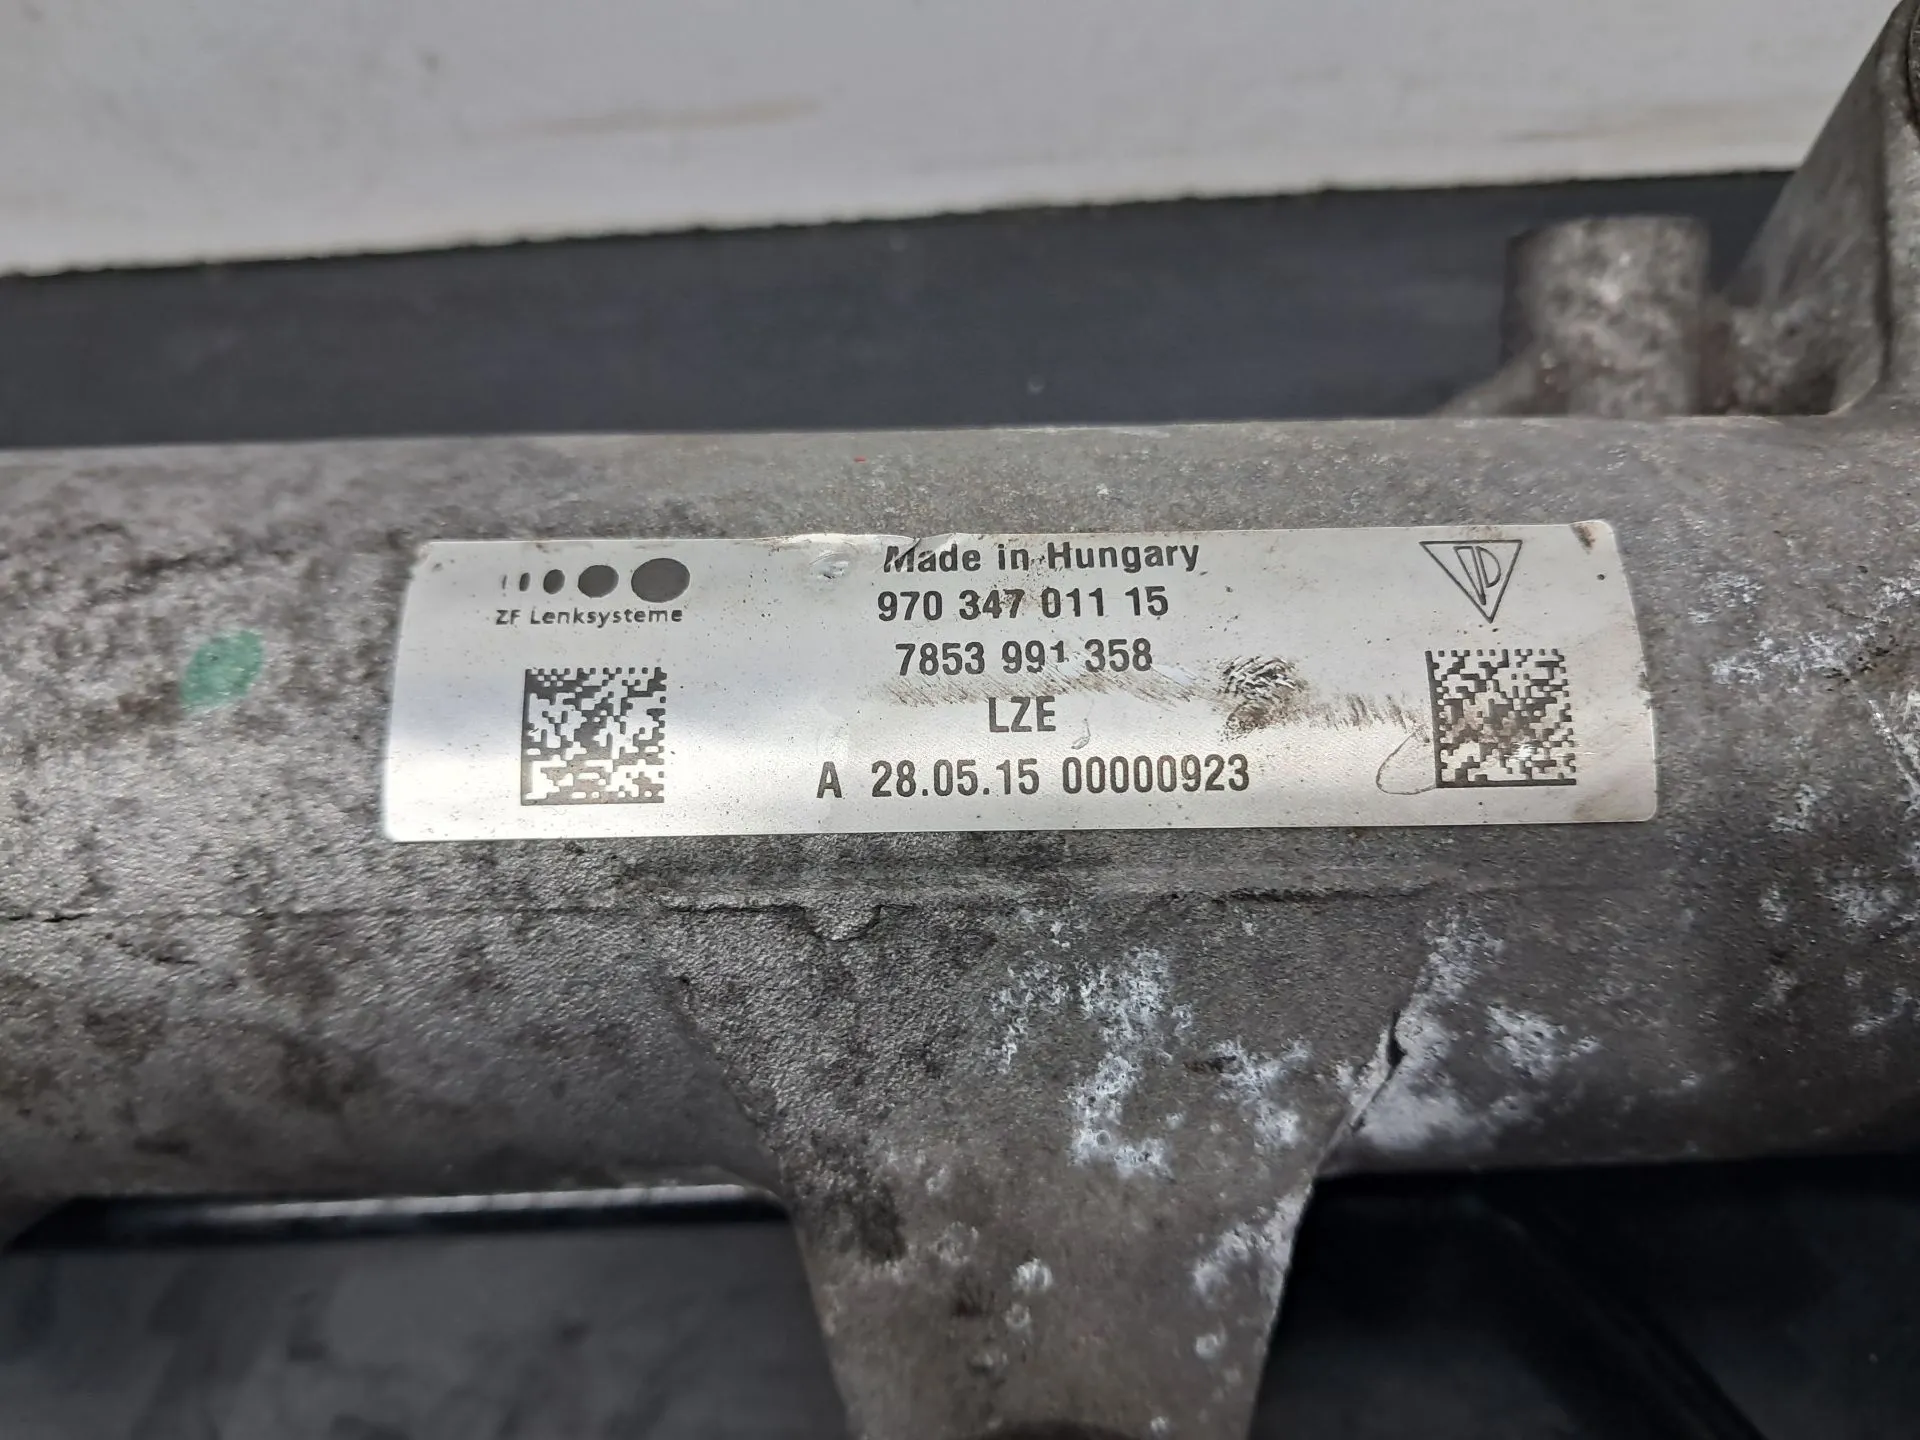 Made in Hungary
ZF Lenksysteme
970 347 011 15
7853 991 358
LZE
A 28.05.15 00000923